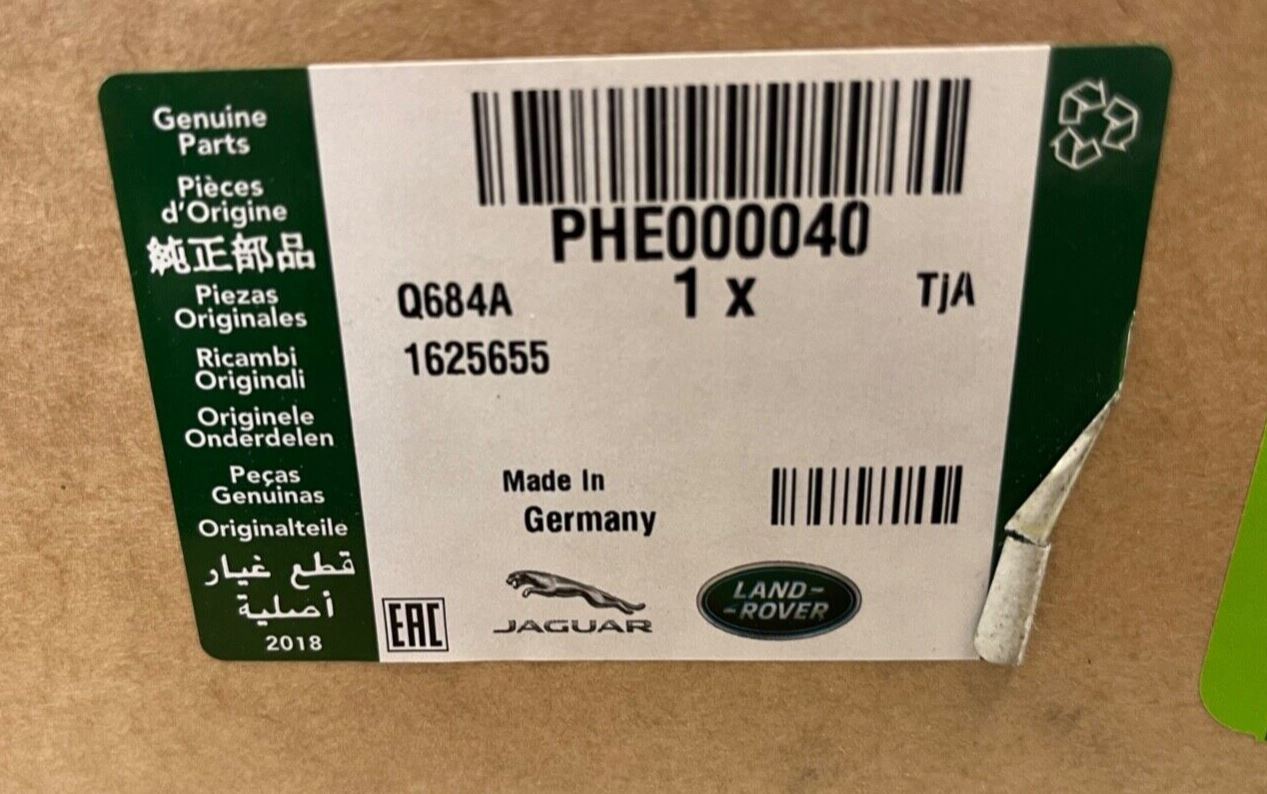 Genuine
Parts
Pièces
d'Origine
純正部品
Piezas
Originales
Ricambi
Originali
Originele
Onderdelen
Peças
Genuinas
Originalteile
قطع غيار
أصلية
2018
PHE000040
Q684A 1 x TjA
1625655
Made In
Germany
EAC
JAGUAR
LAND-
-ROVER